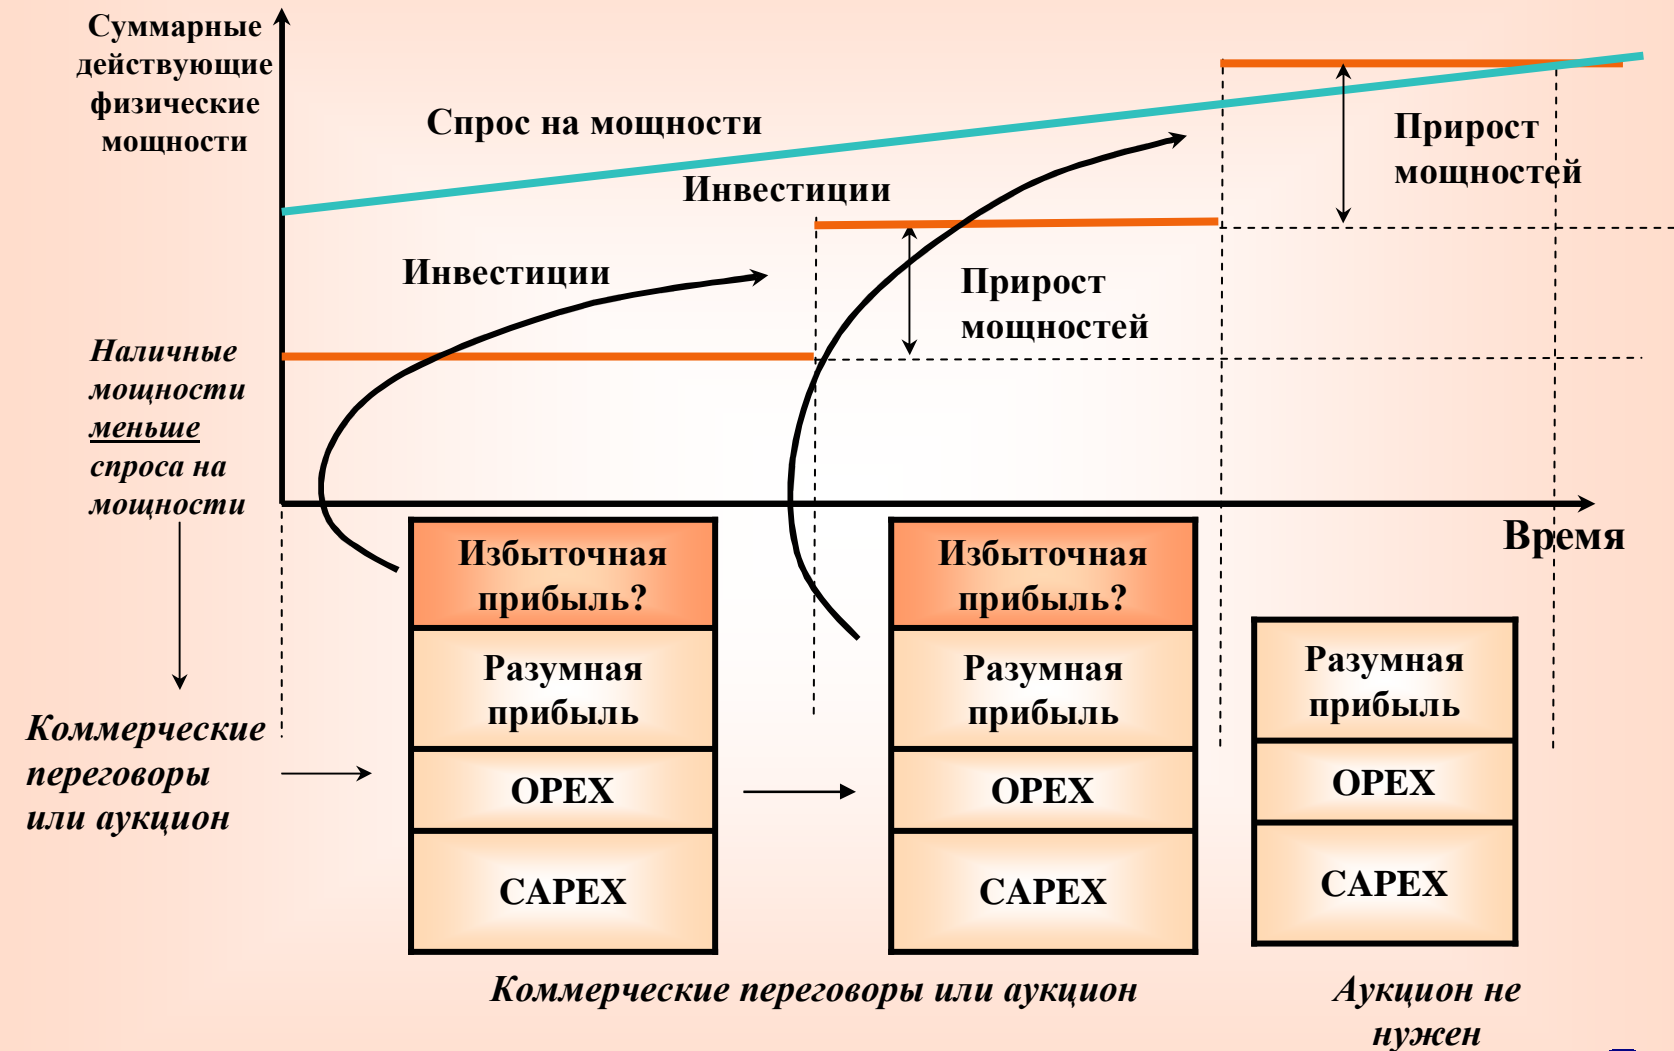 Суммарные
действующие
физические
мощности
Спрос на мощности
Прирост
мощностей
Инвестиции
Инвестиции
Прирост
мощностей
Наличные
мощности
меньше
спроса на
мощности
Время
Избыточная
прибыль?
Разумная
прибыль
OPEX
CAPEX
Избыточная
прибыль?
Разумная
прибыль
OPEX
CAPEX
Разумная
прибыль
OPEX
CAPEX
Коммерческие
переговоры
или аукцион
Коммерческие переговоры или аукцион
Аукцион не
нужен